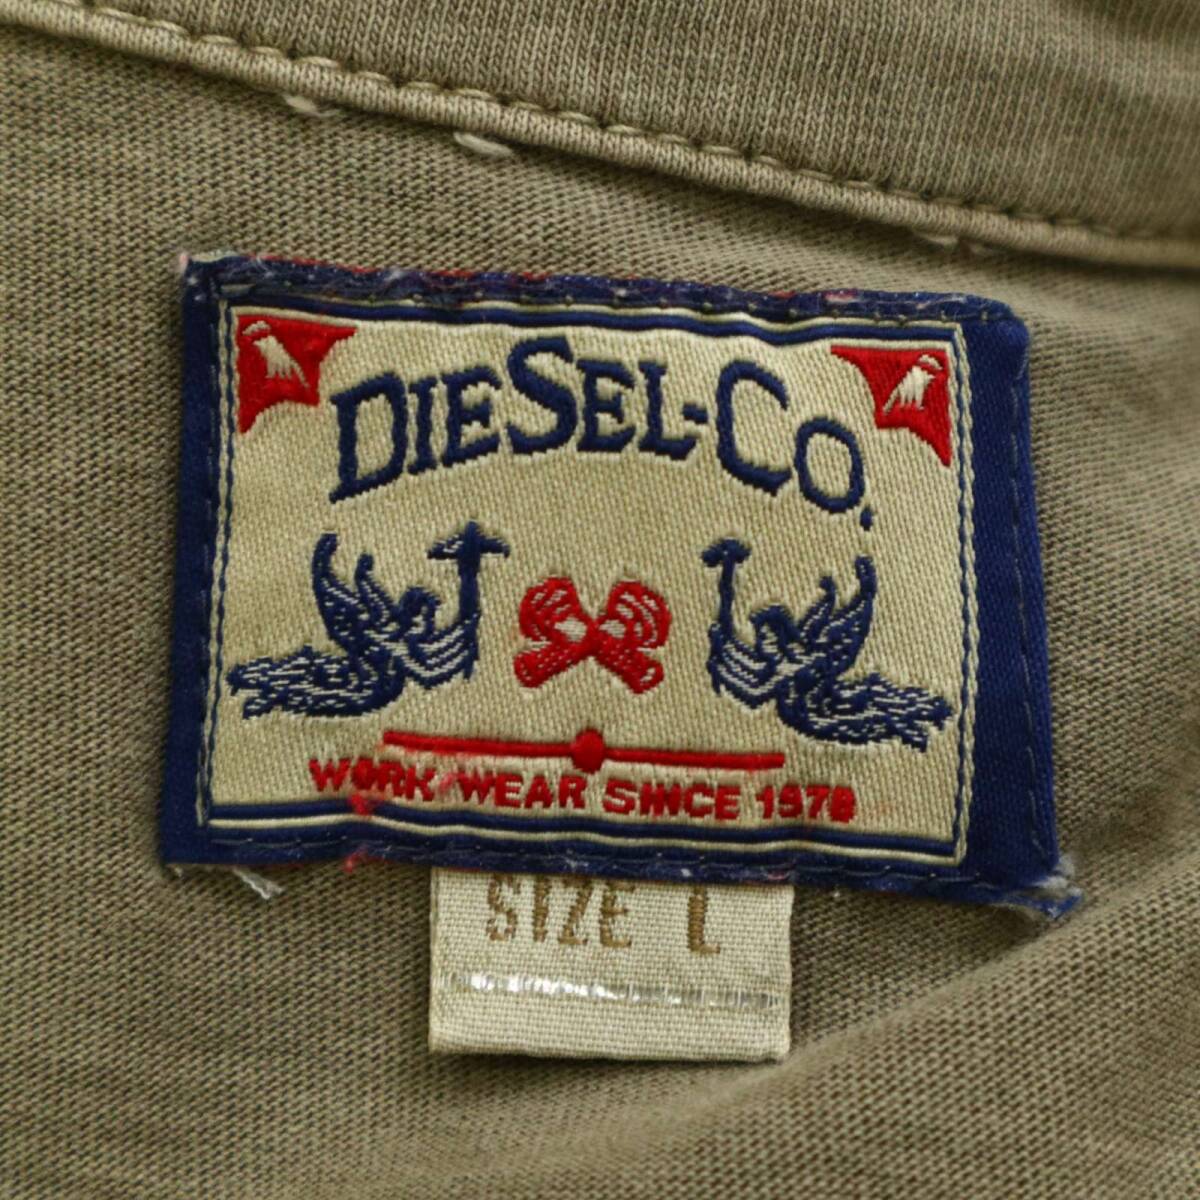 DIESEL-CO.
WORK WEAR SINCE 1978
SIZE L